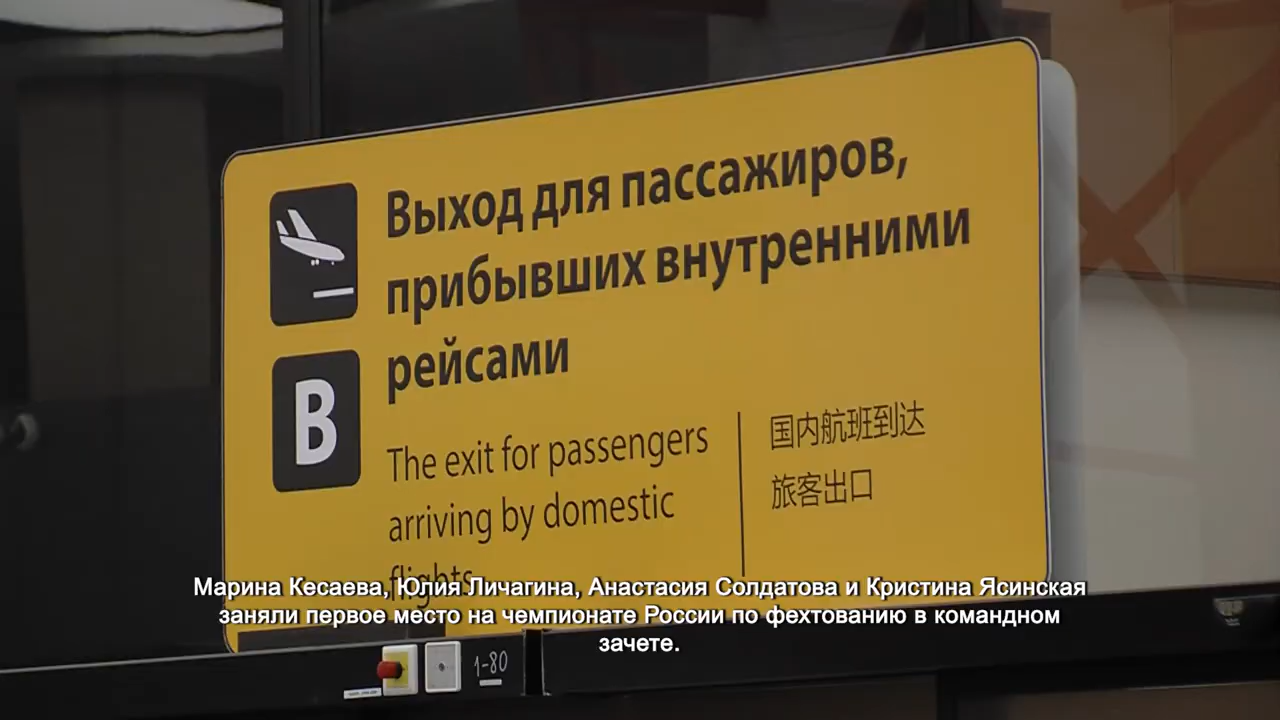 Выход для пассажиров,
прибывших внутренними
рейсами
B
The exit for passengers
arriving by domestic
flights
国内航班到达
旅客出口
Марина Кесаева, Юлия Личагина, Анастасия Солдатова и Кристина Ясинская
заняли первое место на чемпионате России по фехтованию в командном
зачете.
1-80